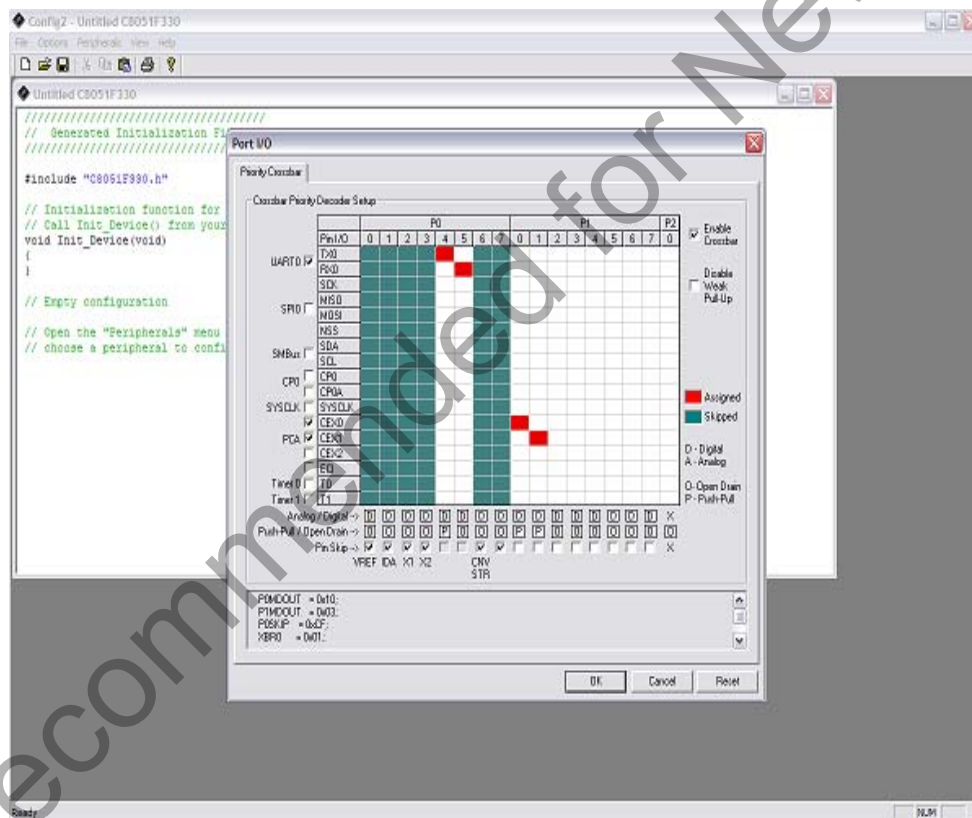 Config2 - Untitled C8051F330
File Options Peripherals View Help
Untitled C8051F330
//////////////////////////////////////
// Generated Initialization Fi
#include "C8051F330.h"
// Initialization function for
// Call Init_Device() from your
void Init_Device(void)
{
}
// Empty configuration
// Open the "Peripherals" menu
// choose a peripheral to confi
Port I/O
Priority Crossbar
Crossbar Priority Decoder Setup
P0 P1 P2
Pin I/O 0 1 2 3 4 5 6 0 1 2 3 4 5 6 7 0
Enable Crossbar
Disable Weak Pull-Up
UART0 TX0
RX0
SCK
SPI0 MISO
MOSI
NSS
SMBus SDA
SCL
CP0 CP0
CP0A
SYSCLK SYSCLK
CEX0
PCA CEX1
CEX2
ECI
Timer 0 T0
Timer 1 T1
Assigned
Skipped
D - Digital
A - Analog
O - Open Drain
P - Push-Pull
Analog / Digital ->
Push-Pull / Open Drain ->
Pin Skip ->
VREF IDA X1 X2 CNV STR
P0MDOUT = 0x10;
P1MDOUT = 0x03;
P0SKIP = 0xCF;
XBR0 = 0x01;
OK Cancel Reset
Ready NUM
ecommended for Ne